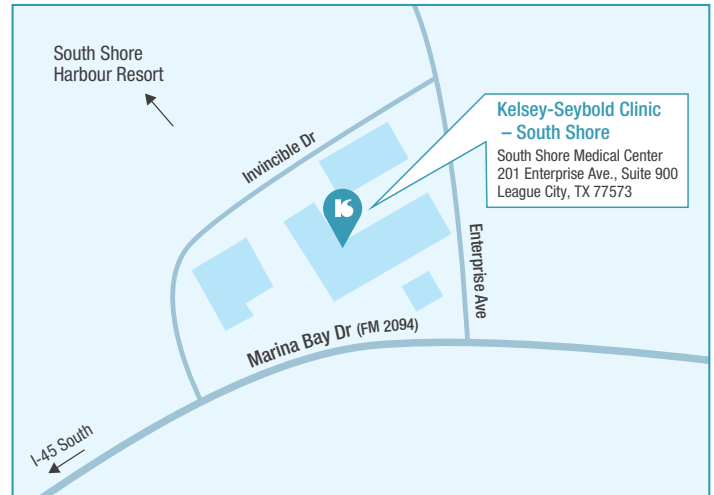 South Shore
Harbour Resort
Invincible Dr
Kelsey-Seybold Clinic
– South Shore
South Shore Medical Center
201 Enterprise Ave., Suite 900
League City, TX 77573
Enterprise Ave
Marina Bay Dr (FM 2094)
I-45 South